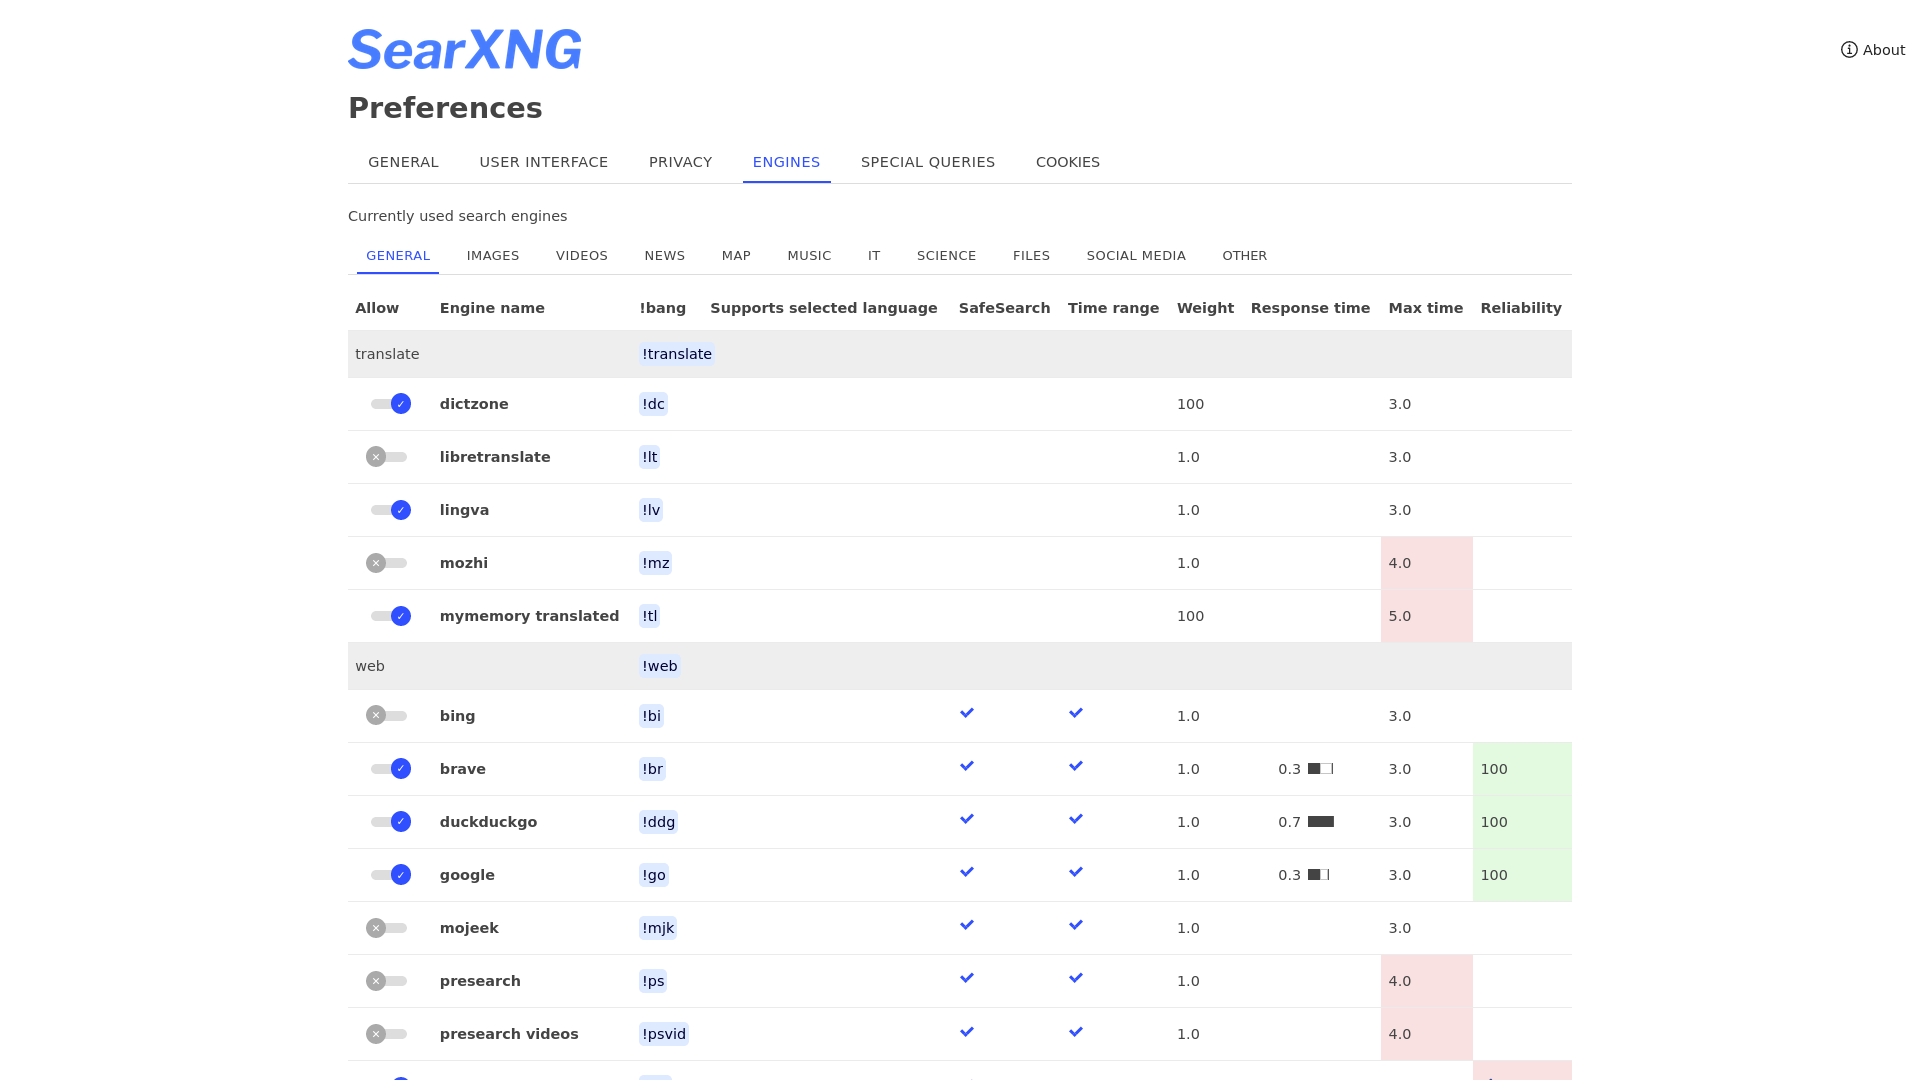 SearXNG
About
Preferences
GENERAL USER INTERFACE PRIVACY ENGINES SPECIAL QUERIES COOKIES
Currently used search engines
GENERAL IMAGES VIDEOS NEWS MAP MUSIC IT SCIENCE FILES SOCIAL MEDIA OTHER
Allow Engine name !bang Supports selected language SafeSearch Time range Weight Response time Max time Reliability
translate !translate
dictzone !dc 100 3.0
libretranslate !lt 1.0 3.0
lingva !lv 1.0 3.0
mozhi !mz 1.0 4.0
mymemory translated !tl 100 5.0
web !web
bing !bi 1.0 3.0
brave !br 1.0 0.3 3.0 100
duckduckgo !ddg 1.0 0.7 3.0 100
google !go 1.0 0.3 3.0 100
mojeek !mjk 1.0 3.0
presearch !ps 1.0 4.0
presearch videos !psvid 1.0 4.0